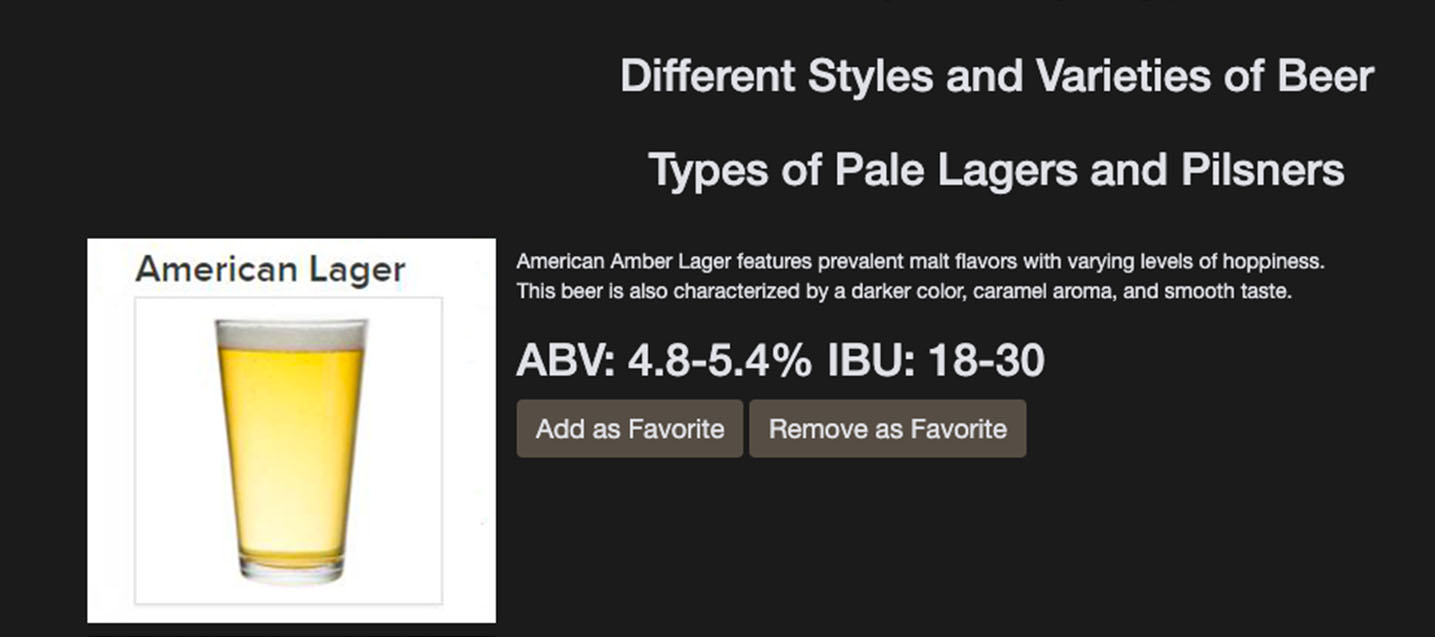 Different Styles and Varieties of Beer
Types of Pale Lagers and Pilsners
American Lager
American Amber Lager features prevalent malt flavors with varying levels of hoppiness.
This beer is also characterized by a darker color, caramel aroma, and smooth taste.
ABV: 4.8-5.4% IBU: 18-30
Add as Favorite Remove as Favorite